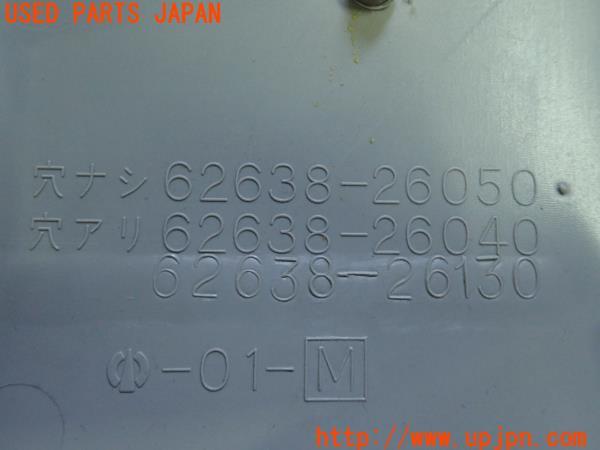 USED PARTS JAPAN
穴ナシ 62638-26050
穴アリ 62638-26040
62638-26130
-01-M
http://www.upjpn.com